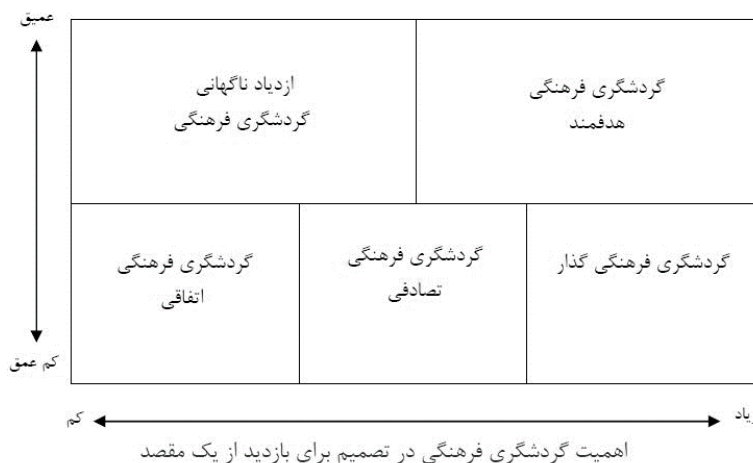 عمیق
ازدیاد ناگهانی
گردشگری فرهنگی
گردشگری فرهنگی
هدفمند
گردشگری فرهنگی گذار
گردشگری فرهنگی
تصادفی
گردشگری فرهنگی
اتفاقی
کم عمق
زیاد
کم
اهمیت گردشگری فرهنگی در تصمیم برای بازدید از یک مقصد